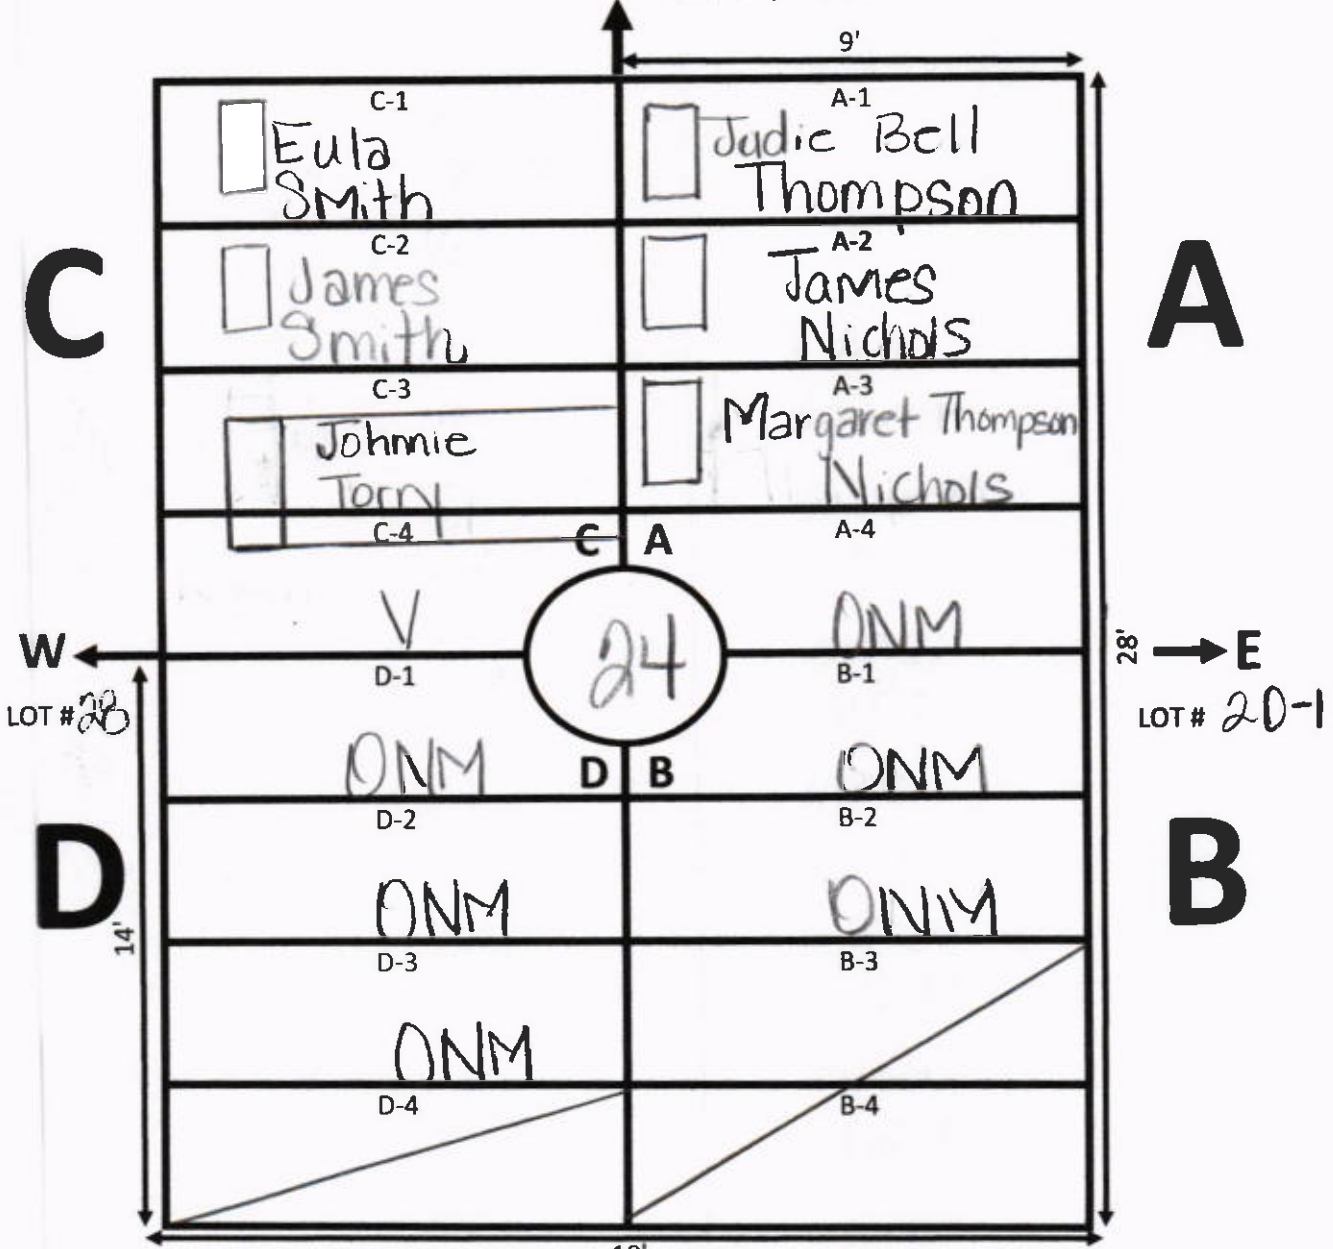 9'
C-1
Eula
Smith
A-1
Judie Bell
Thompson
C
C-2
James
Smith
A-2
James
Nichols
A
C-3
Johnnie
A-3
Margaret Thompson
Nichols
C-4
V
C A
A-4
ONM
W
24
28'
E
LOT #28
D-1
ONM
B-1
ONM
LOT # 20-1
D B
D
14'
D-2
ONM
B-2
ONM
B
D-3
ONM
B-3
D-4
B-4